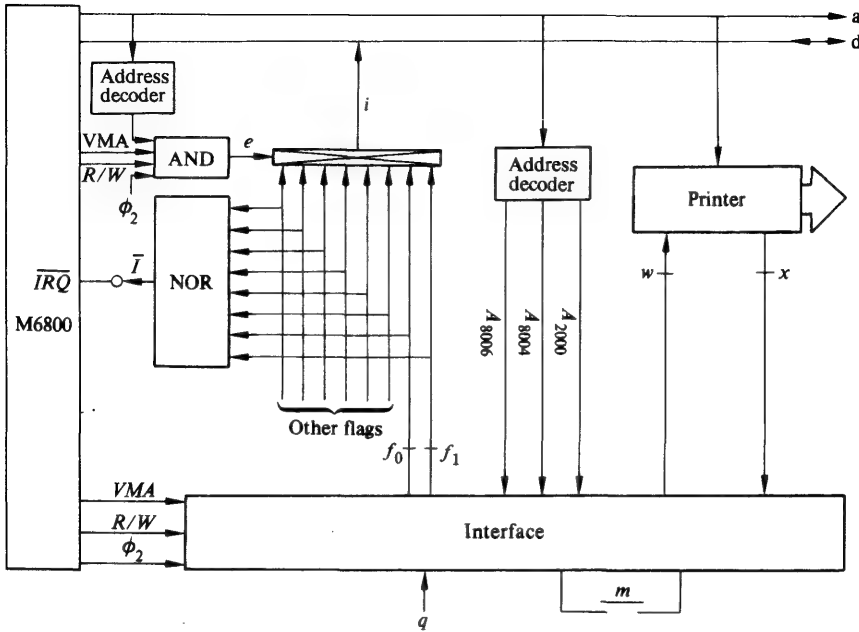 a
d
Address
decoder
i
VMA
R/W
ϕ₂
AND
e
Address
decoder
Printer
NOR
I̅
I̅R̅Q̅
M6800
w
x
A₈₀₀₆
A₈₀₀₄
A₂₀₀₀
Other flags
f₀
f₁
VMA
R/W
ϕ₂
Interface
q
m